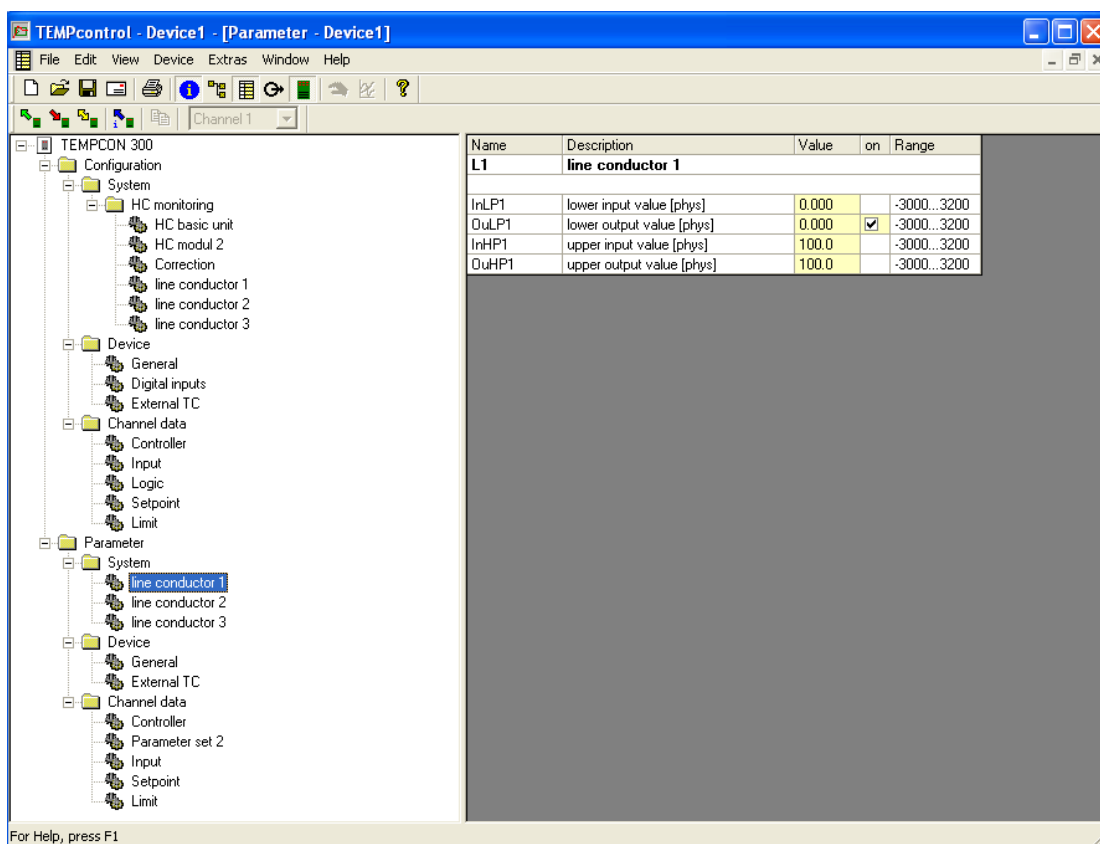 TEMPcontrol - Device1 - [Parameter - Device1]
File Edit View Device Extras Window Help
Channel 1
TEMPCON 300
Configuration
System
HC monitoring
HC basic unit
HC modul 2
Correction
line conductor 1
line conductor 2
line conductor 3
Device
General
Digital inputs
External TC
Channel data
Controller
Input
Logic
Setpoint
Limit
Parameter
System
line conductor 1
line conductor 2
line conductor 3
Device
General
External TC
Channel data
Controller
Parameter set 2
Input
Setpoint
Limit
Name Description Value on Range
L1 line conductor 1
InLP1 lower input value [phys] 0.000 -3000...3200
OuLP1 lower output value [phys] 0.000 -3000...3200
InHP1 upper input value [phys] 100.0 -3000...3200
OuHP1 upper output value [phys] 100.0 -3000...3200
For Help, press F1